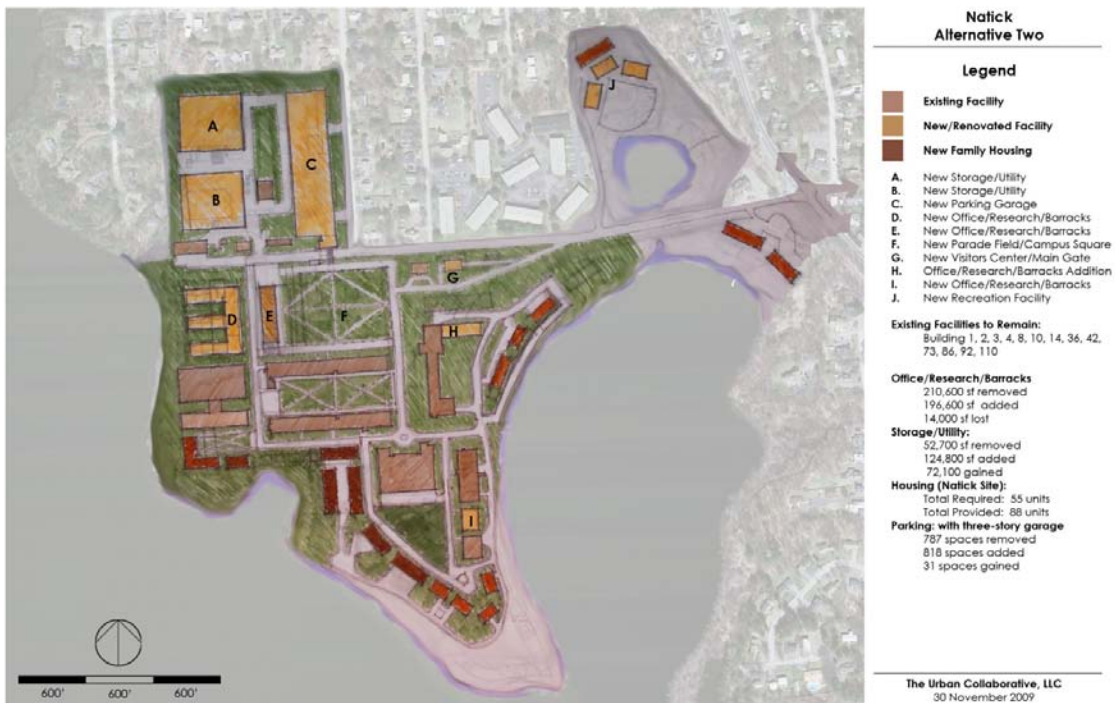 Natick
Alternative Two
Legend
Existing Facility
New/Renovated Facility
New Family Housing
A. New Storage/Utility
B. New Storage/Utility
C. New Parking Garage
D. New Office/Research/Barracks
E. New Office/Research/Barracks
F. New Parade Field/Campus Square
G. New Visitors Center/Main Gate
H. Office/Research/Barracks Addition
I. New Office/Research/Barracks
J. New Recreation Facility
Existing Facilities to Remain:
Building 1, 2, 3, 4, 8, 10, 14, 36, 42,
73, 86, 92, 110
Office/Research/Barracks
210,600 sf removed
196,600 sf added
14,000 sf lost
Storage/Utility:
52,700 sf removed
124,800 sf added
72,100 gained
Housing (Natick Site):
Total Required: 55 units
Total Provided: 88 units
Parking: with three-story garage
787 spaces removed
818 spaces added
31 spaces gained
The Urban Collaborative, LLC
30 November 2009
J
A
C
B
G
D
E
F
H
I
600' 600' 600'